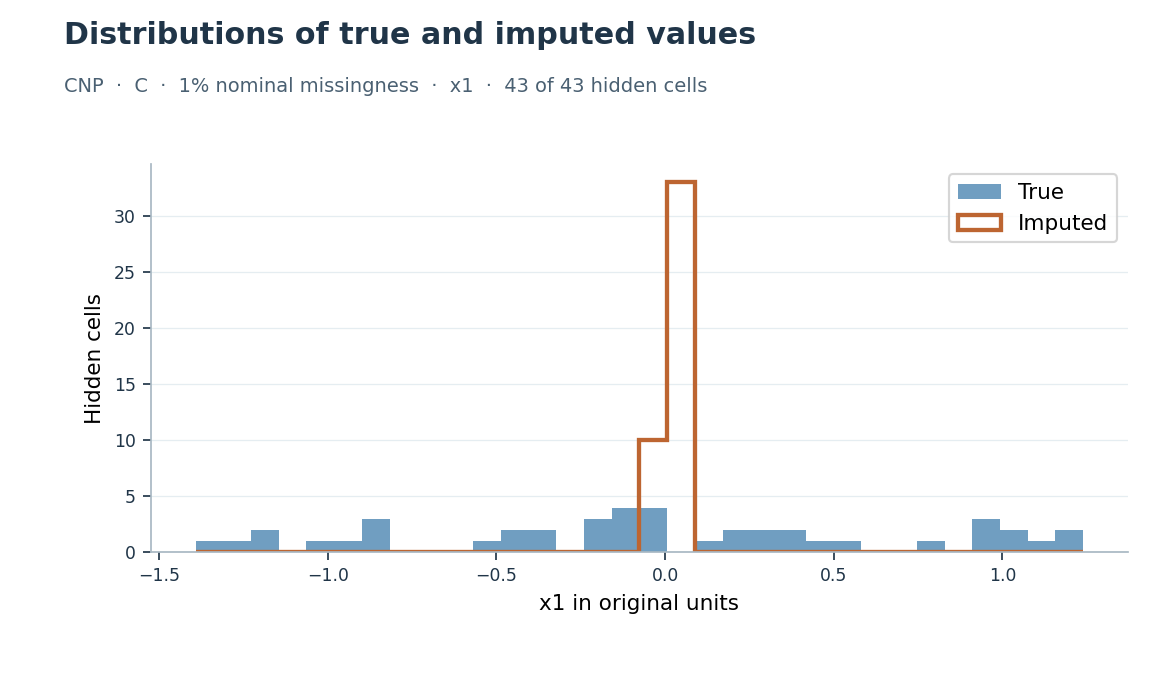 Distributions of true and imputed values
CNP · C · 1% nominal missingness · x1 · 43 of 43 hidden cells
True
Imputed
Hidden cells
30
25
20
15
10
5
0
−1.5
−1.0
−0.5
0.0
0.5
1.0
x1 in original units